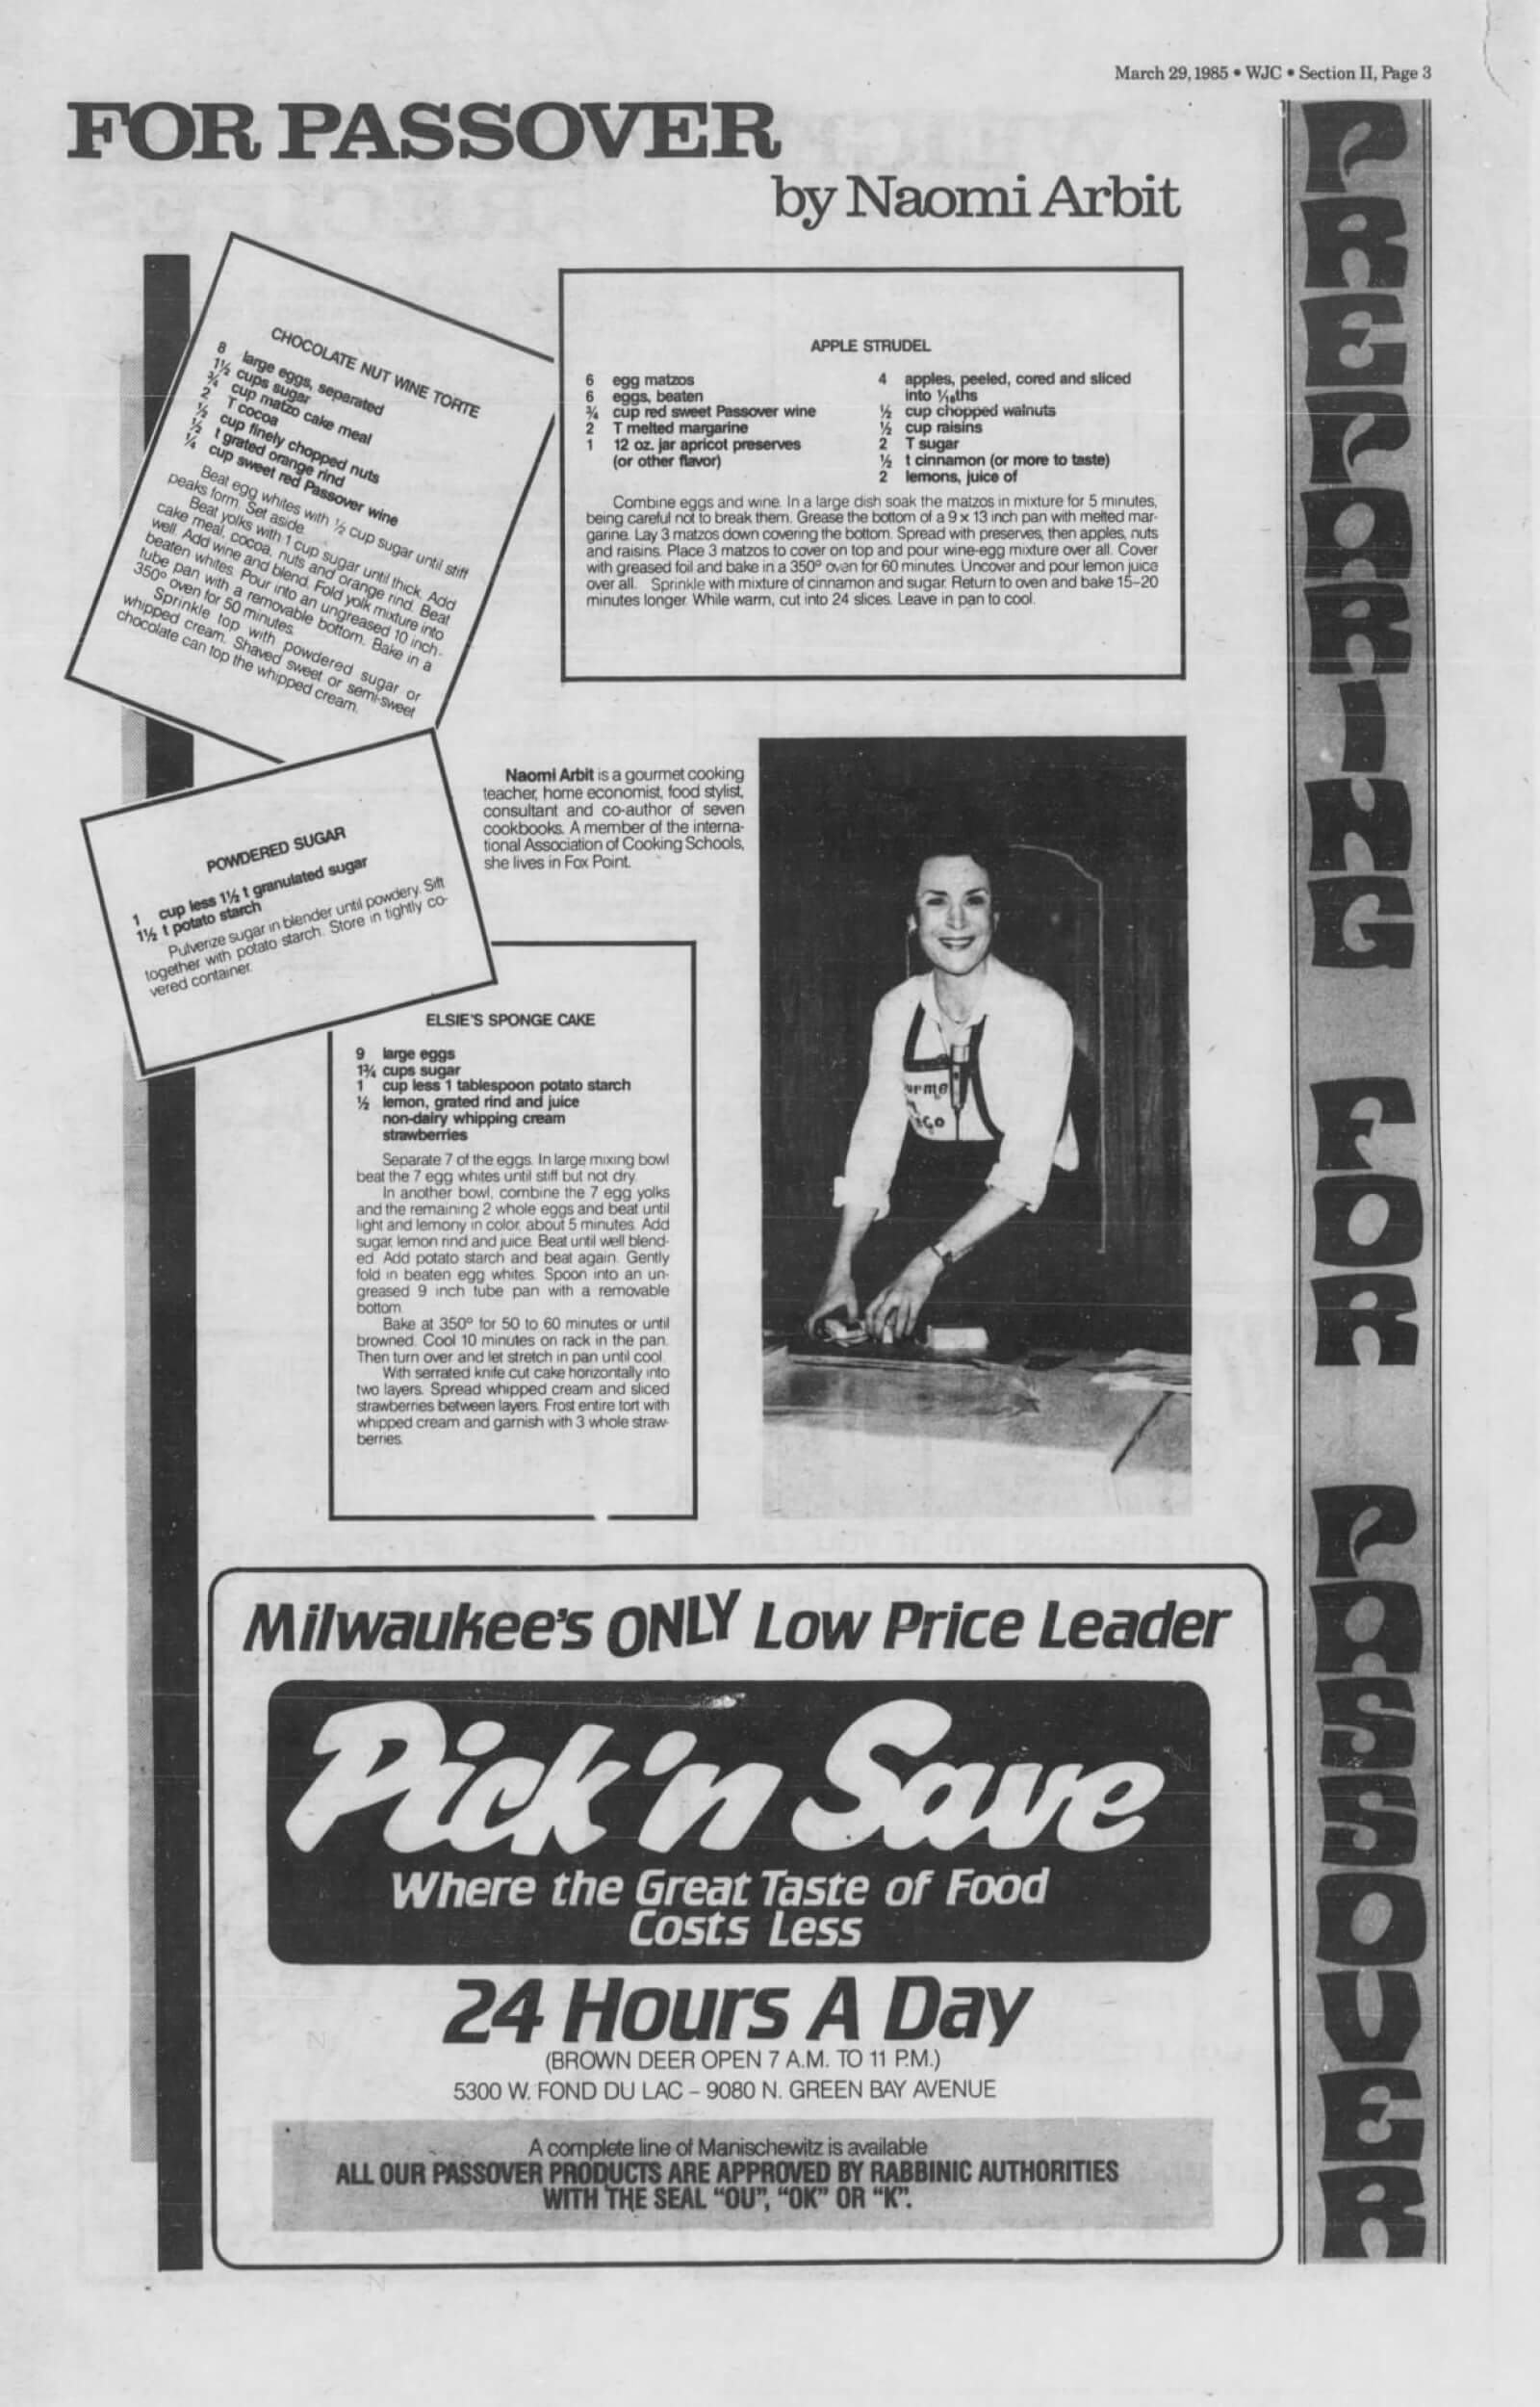 March 29, 1985 • WJC • Section II, Page 3
FOR PASSOVER
by Naomi Arbit
CHOCOLATE NUT WINE TORTE
8 large eggs, separated
1½ cups sugar
¾ cup matzo cake meal
2 T cocoa
½ cup finely chopped nuts
½ t grated orange rind
¼ cup sweet red Passover wine
Beat egg whites with ½ cup sugar until stiff
peaks form. Set aside.
Beat yolks with 1 cup sugar until thick. Add
cake meal, cocoa, nuts and orange rind. Beat
well. Add wine and blend. Fold yolk mixture into
beaten whites. Pour into an ungreased 10 inch-
tube pan with a removable bottom. Bake in a
350° oven for 50 minutes.
Sprinkle top with powdered sugar or
whipped cream. Shaved sweet or semi-sweet
chocolate can top the whipped cream.
APPLE STRUDEL
6 egg matzos
6 eggs, beaten
¾ cup red sweet Passover wine
2 T melted margarine
1 12 oz. jar apricot preserves
(or other flavor)
4 apples, peeled, cored and sliced
into ⅒ths
½ cup chopped walnuts
½ cup raisins
2 T sugar
½ t cinnamon (or more to taste)
2 lemons, juice of
Combine eggs and wine. In a large dish soak the matzos in mixture for 5 minutes,
being careful not to break them. Grease the bottom of a 9 x 13 inch pan with melted mar-
garine. Lay 3 matzos down covering the bottom. Spread with preserves, then apples, nuts
and raisins. Place 3 matzos to cover on top and pour wine-egg mixture over all. Cover
with greased foil and bake in a 350° oven for 60 minutes. Uncover and pour lemon juice
over all. Sprinkle with mixture of cinnamon and sugar. Return to oven and bake 15–20
minutes longer. While warm, cut into 24 slices. Leave in pan to cool.
POWDERED SUGAR
1 cup less 1½ t granulated sugar
1½ t potato starch
Pulverize sugar in blender until powdery. Sift
together with potato starch. Store in tightly co-
vered container.
Naomi Arbit is a gourmet cooking
teacher, home economist, food stylist,
consultant and co-author of seven
cookbooks. A member of the interna-
tional Association of Cooking Schools,
she lives in Fox Point.
ELSIE'S SPONGE CAKE
9 large eggs
1¾ cups sugar
1 cup less 1 tablespoon potato starch
½ lemon, grated rind and juice
non-dairy whipping cream
strawberries
Separate 7 of the eggs. In large mixing bowl
beat the 7 egg whites until stiff but not dry.
In another bowl, combine the 7 egg yolks
and the remaining 2 whole eggs and beat until
light and lemony in color, about 5 minutes. Add
sugar, lemon rind and juice. Beat until well blend-
ed. Add potato starch and beat again. Gently
fold in beaten egg whites. Spoon into an un-
greased 9 inch tube pan with a removable
bottom.
Bake at 350° for 50 to 60 minutes or until
browned. Cool 10 minutes on rack in the pan.
Then turn over and let stretch in pan until cool.
With serrated knife cut cake horizontally into
two layers. Spread whipped cream and sliced
strawberries between layers. Frost entire tort with
whipped cream and garnish with 3 whole straw-
berries.
Milwaukee's ONLY Low Price Leader
Pick 'n Save
Where the Great Taste of Food
Costs Less
24 Hours A Day
(BROWN DEER OPEN 7 A.M. TO 11 P.M.)
5300 W. FOND DU LAC – 9080 N. GREEN BAY AVENUE
A complete line of Manischewitz is available
ALL OUR PASSOVER PRODUCTS ARE APPROVED BY RABBINIC AUTHORITIES
WITH THE SEAL "OU", "OK" OR "K".
PREPARING FOR PASSOVER